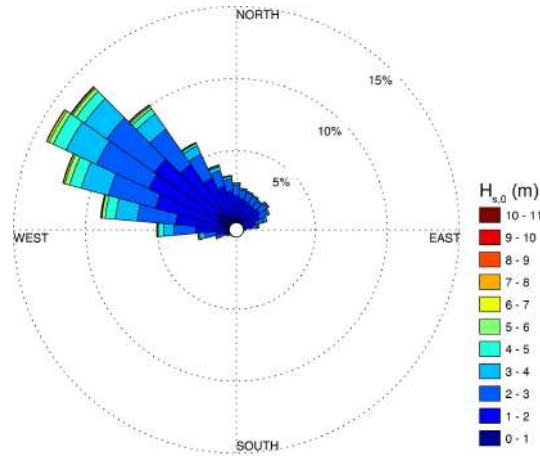 NORTH
15%
10%
5%
WEST
EAST
SOUTH
H s,0 (m)
10 - 11
9 - 10
8 - 9
7 - 8
6 - 7
5 - 6
4 - 5
3 - 4
2 - 3
1 - 2
0 - 1